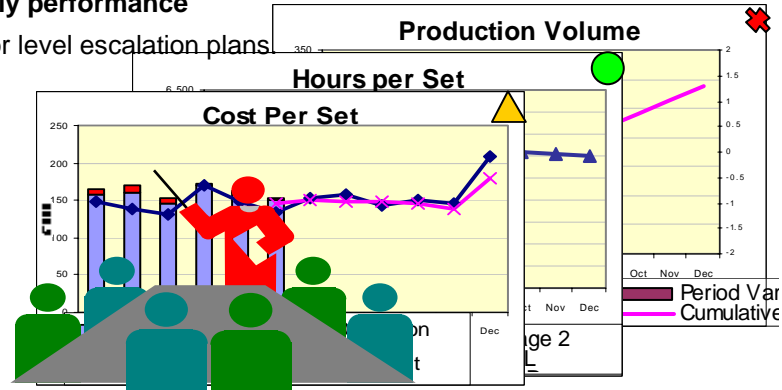 y performance
r level escalation plans.
Production Volume
350
2
1.5
1
0.5
0
-0.5
-1
-1.5
-2
Oct Nov Dec
Period Var
Cumulative
Hours per Set
6,500
Nov Dec
ge 2
Cost Per Set
250
200
150
100
50
0
Dec
on
t